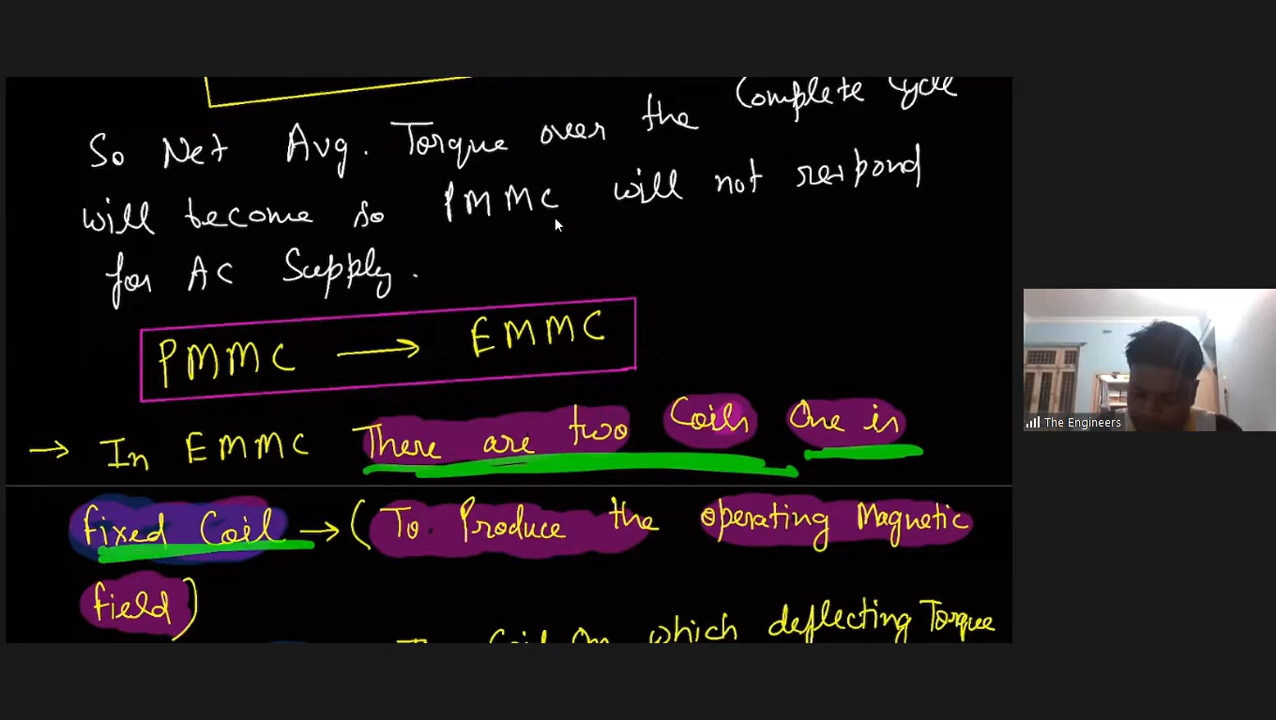 So Net Avg. Torque over the Complete Cycle
will become so PMMC will not respond
for AC Supply.
PMMC → EMMC
→ In EMMC There are two Coils One is
fixed Coil → (To Produce the operating Magnetic
field)
which deflecting Torque
The Engineers